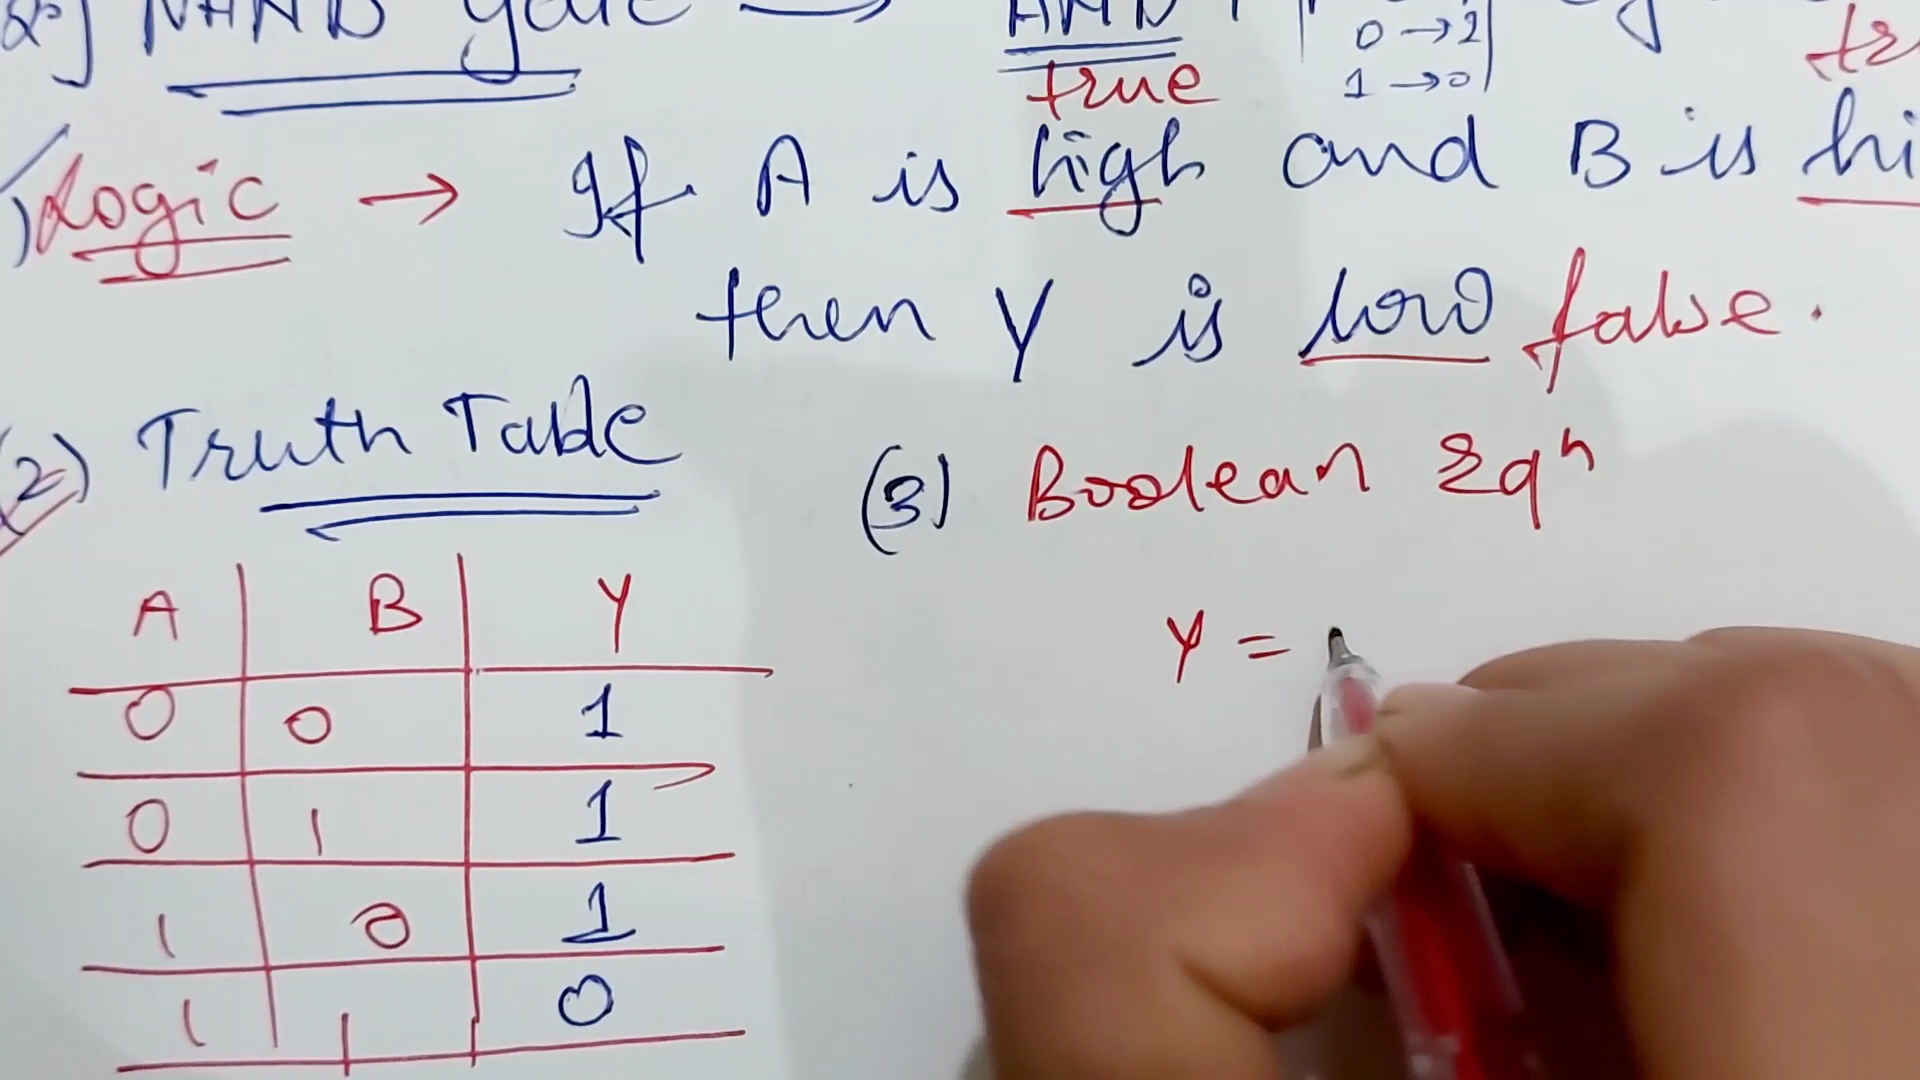 NAND gate → AND
0 → 1
true
1 → 0
Logic → If A is high and B is hi
then Y is low false.
(2) Truth Table (3) Boolean Eqn
A B Y
Y =
0 0 1
0 1 1
1 0 1
1 1 0